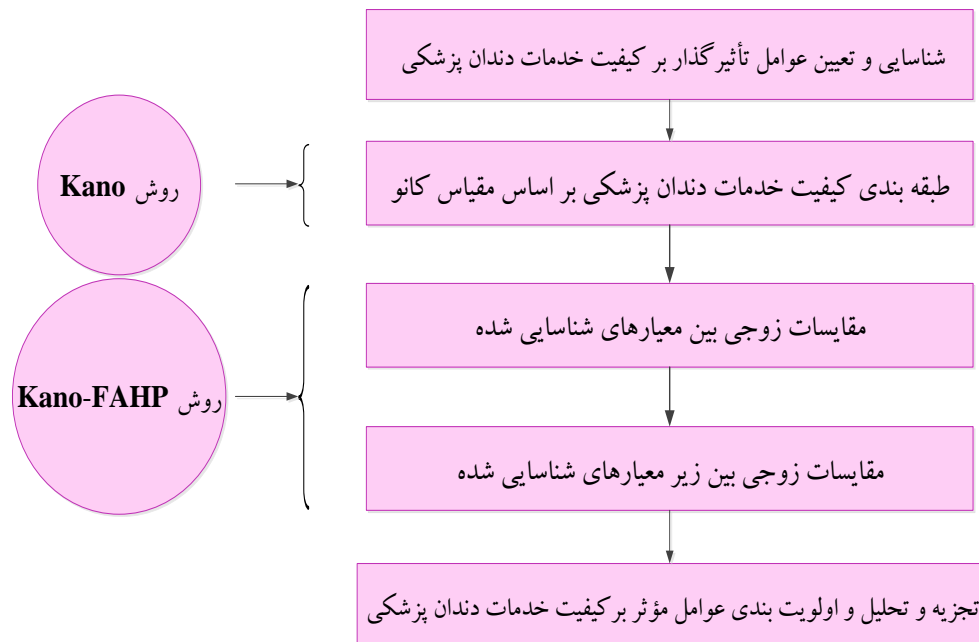 شناسایی و تعیین عوامل تأثیرگذار بر کیفیت خدمات دندان پزشکی
روش Kano
طبقه بندی کیفیت خدمات دندان پزشکی بر اساس مقیاس کانو
مقایسات زوجی بین معیارهای شناسایی شده
روش Kano-FAHP
مقایسات زوجی بین زیر معیارهای شناسایی شده
تجزیه و تحلیل و اولویت بندی عوامل مؤثر بر کیفیت خدمات دندان پزشکی